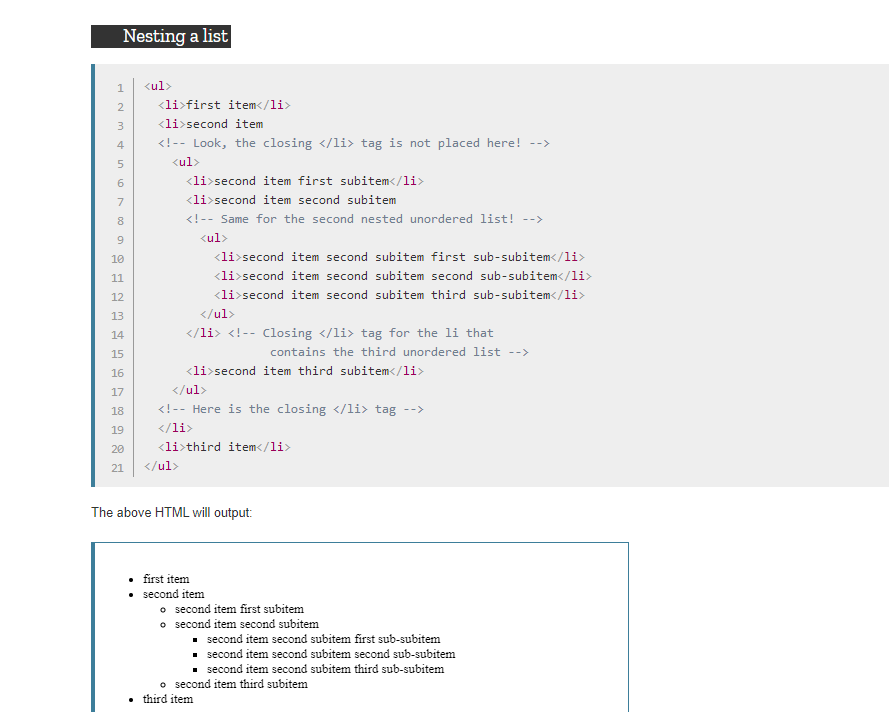 Nesting a list
1 <ul>
2   <li>first item</li>
3   <li>second item
4   <!-- Look, the closing </li> tag is not placed here! -->
5     <ul>
6       <li>second item first subitem</li>
7       <li>second item second subitem
8       <!-- Same for the second nested unordered list! -->
9         <ul>
10           <li>second item second subitem first sub-subitem</li>
11           <li>second item second subitem second sub-subitem</li>
12           <li>second item second subitem third sub-subitem</li>
13         </ul>
14       </li> <!-- Closing </li> tag for the li that
15                   contains the third unordered list -->
16       <li>second item third subitem</li>
17     </ul>
18   <!-- Here is the closing </li> tag -->
19   </li>
20   <li>third item</li>
21 </ul>
The above HTML will output:
• first item
• second item
◦ second item first subitem
◦ second item second subitem
▪ second item second subitem first sub-subitem
▪ second item second subitem second sub-subitem
▪ second item second subitem third sub-subitem
◦ second item third subitem
• third item